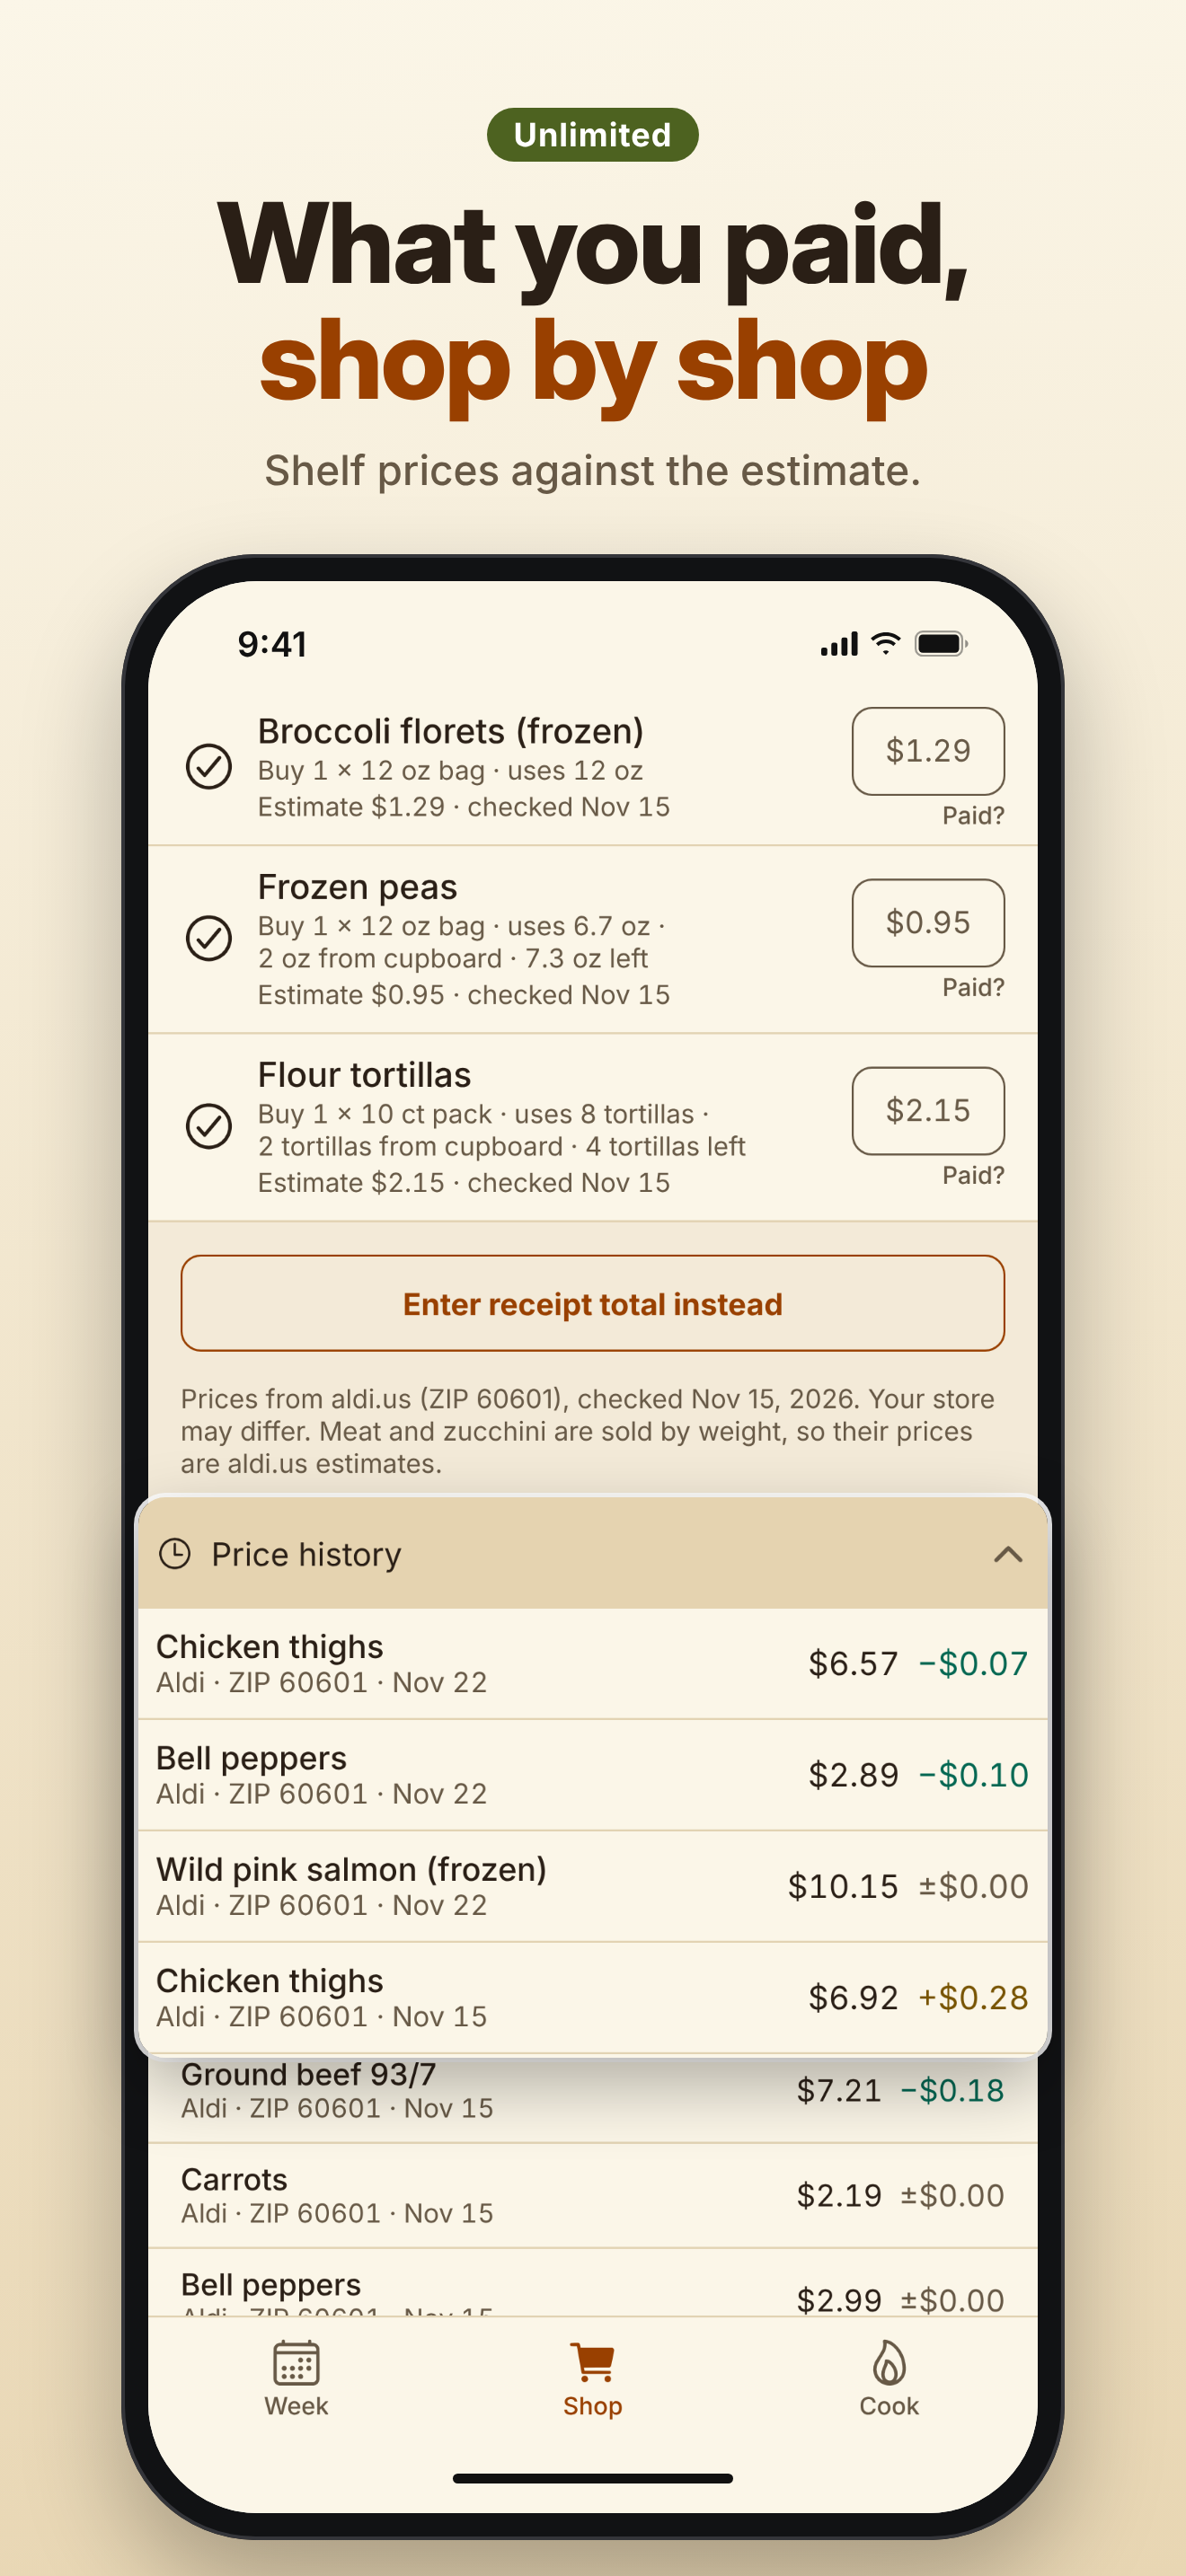 Unlimited
What you paid,
shop by shop
Shelf prices against the estimate.
9:41
Broccoli florets (frozen)
Buy 1 × 12 oz bag · uses 12 oz
Estimate $1.29 · checked Nov 15
$1.29
Paid?
Frozen peas
Buy 1 × 12 oz bag · uses 6.7 oz ·
2 oz from cupboard · 7.3 oz left
Estimate $0.95 · checked Nov 15
$0.95
Paid?
Flour tortillas
Buy 1 × 10 ct pack · uses 8 tortillas ·
2 tortillas from cupboard · 4 tortillas left
Estimate $2.15 · checked Nov 15
$2.15
Paid?
Enter receipt total instead
Prices from aldi.us (ZIP 60601), checked Nov 15, 2026. Your store
may differ. Meat and zucchini are sold by weight, so their prices
are aldi.us estimates.
Price history
Chicken thighs
Aldi · ZIP 60601 · Nov 22
$6.57 −$0.07
Bell peppers
Aldi · ZIP 60601 · Nov 22
$2.89 −$0.10
Wild pink salmon (frozen)
Aldi · ZIP 60601 · Nov 22
$10.15 ±$0.00
Chicken thighs
Aldi · ZIP 60601 · Nov 15
$6.92 +$0.28
Ground beef 93/7
Aldi · ZIP 60601 · Nov 15
$7.21 −$0.18
Carrots
Aldi · ZIP 60601 · Nov 15
$2.19 ±$0.00
Bell peppers
Aldi · ZIP 60601 · Nov 15
$2.99 ±$0.00
Week
Shop
Cook